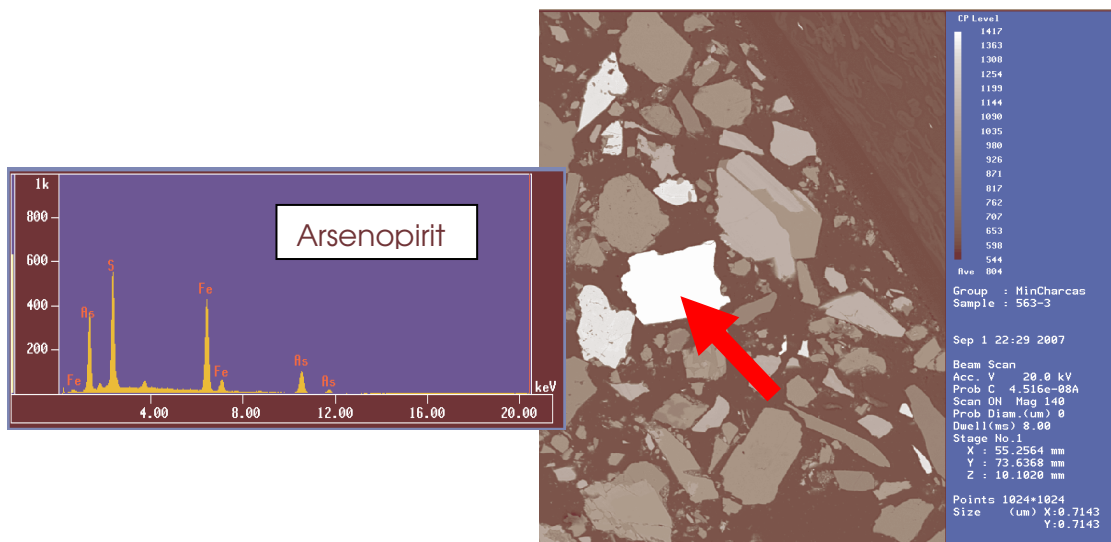 1k
800
600
400
200
Arsenopirit
S
As
Fe
Fe
Fe
As
As
keV
4.00
8.00
12.00
16.00
20.00
CP Level
1417
1363
1308
1254
1199
1144
1090
1035
980
926
871
817
762
707
653
598
544
Ave 804
Group : MinCharcas
Sample : 563-3
Sep 1 22:29 2007
Beam Scan
Acc. V 20.0 kV
Prob C 4.516e-08A
Scan ON Mag 140
Prob Diam.(um) 0
Dwell(ms) 8.00
Stage No.1
X : 55.2564 mm
Y : 73.6368 mm
Z : 10.1020 mm
Points 1024*1024
Size (um) X:0.7143
Y:0.7143